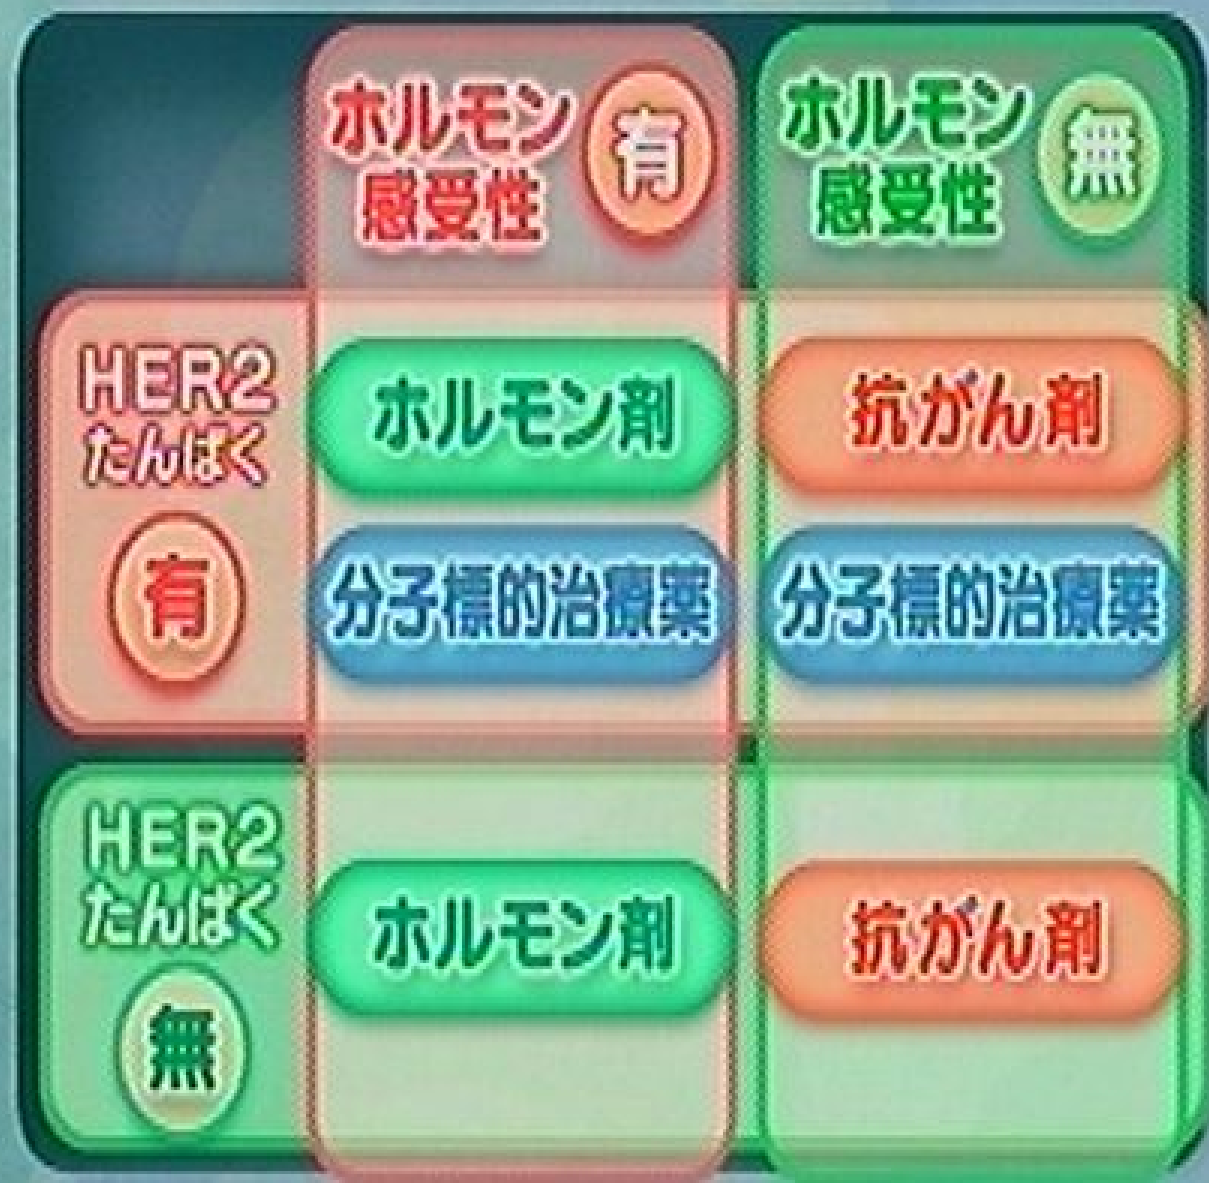 ホルモン
感受性
有
ホルモン
感受性
無
HER2
たんぱく
有
ホルモン剤
抗がん剤
分子標的治療薬
分子標的治療薬
HER2
たんぱく
無
ホルモン剤
抗がん剤